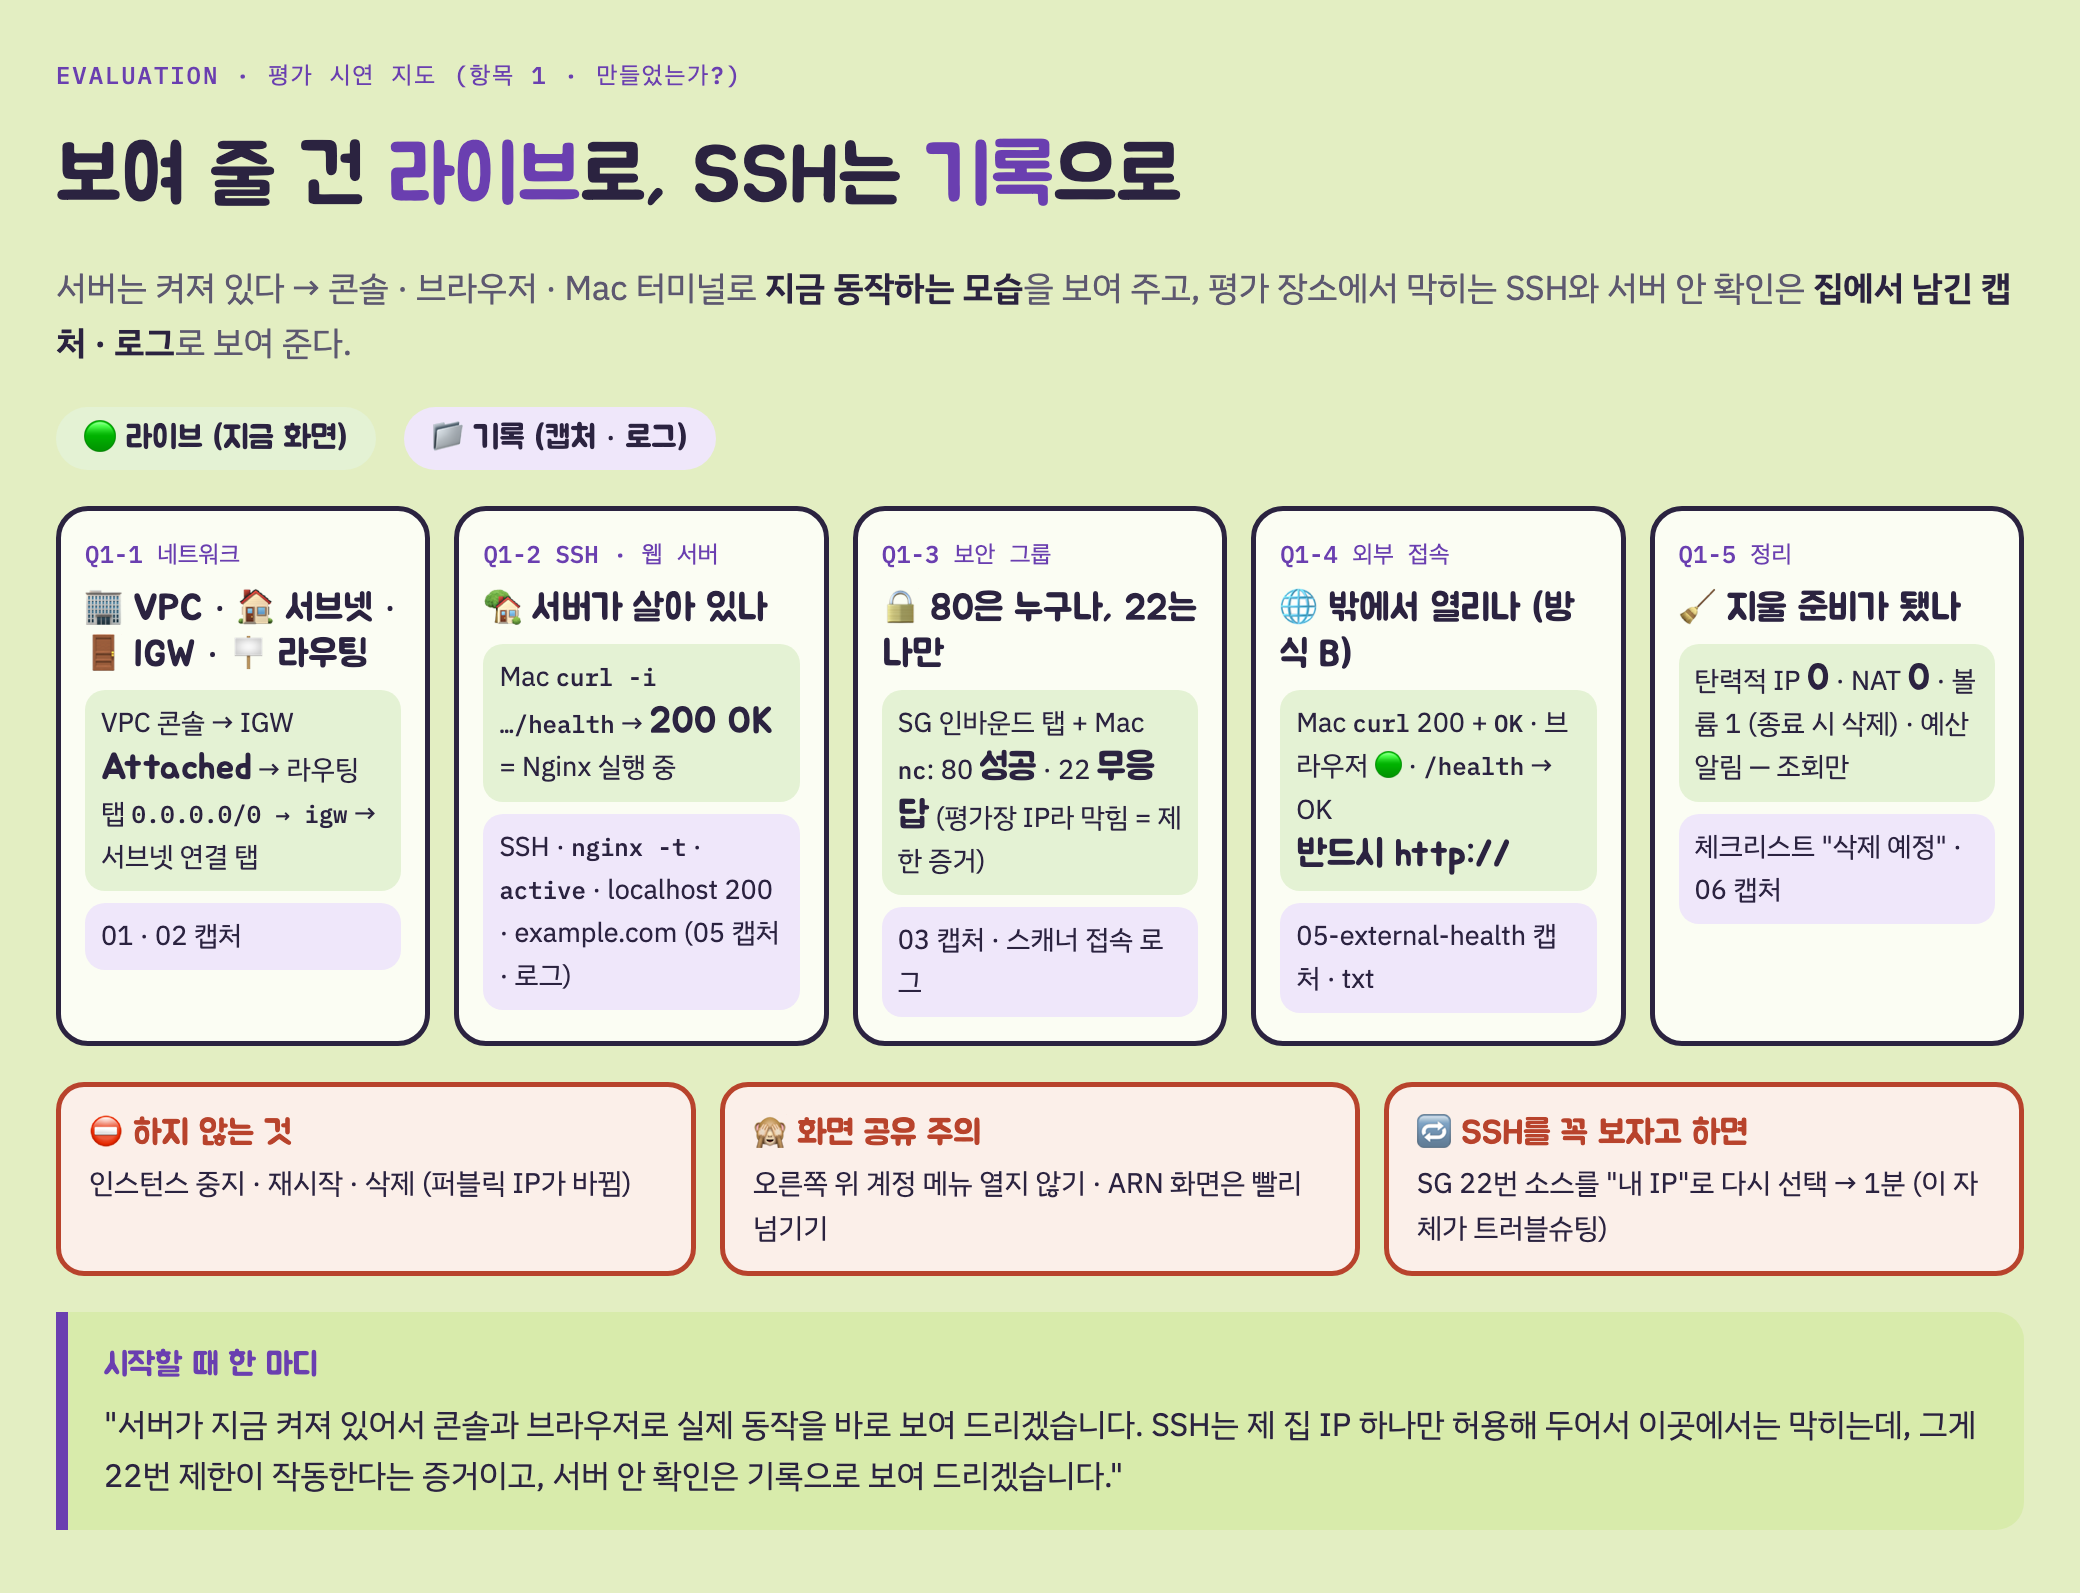 EVALUATION · 평가 시연 지도 (항목 1 · 만들었는가?)
보여 줄 건 라이브로, SSH는 기록으로
서버는 켜져 있다 → 콘솔 · 브라우저 · Mac 터미널로 지금 동작하는 모습을 보여 주고, 평가 장소에서 막히는 SSH와 서버 안 확인은 집에서 남긴 캡
처 · 로그로 보여 준다.
🟢 라이브 (지금 화면)
📁 기록 (캡처 · 로그)
Q1-1 네트워크
🏢 VPC · 🏠 서브넷 ·
🚪 IGW · 🪧 라우팅
VPC 콘솔 → IGW
Attached → 라우팅
탭 0.0.0.0/0 → igw →
서브넷 연결 탭
01 · 02 캡처
Q1-2 SSH · 웹 서버
🏡 서버가 살아 있나
Mac curl -i
…/health → 200 OK
= Nginx 실행 중
SSH · nginx -t ·
active · localhost 200
· example.com (05 캡처
· 로그)
Q1-3 보안 그룹
🔒 80은 누구나, 22는
나만
SG 인바운드 탭 + Mac
nc: 80 성공 · 22 무응
답 (평가장 IP라 막힘 = 제
한 증거)
03 캡처 · 스캐너 접속 로
그
Q1-4 외부 접속
🌐 밖에서 열리나 (방
식 B)
Mac curl 200 + OK · 브
라우저 🟢 · /health →
OK
반드시 http://
05-external-health 캡
처 · txt
Q1-5 정리
🧹 지울 준비가 됐나
탄력적 IP 0 · NAT 0 · 볼
륨 1 (종료 시 삭제) · 예산
알림 — 조회만
체크리스트 "삭제 예정" ·
06 캡처
⛔ 하지 않는 것
인스턴스 중지 · 재시작 · 삭제 (퍼블릭 IP가 바뀜)
🙈 화면 공유 주의
오른쪽 위 계정 메뉴 열지 않기 · ARN 화면은 빨리
넘기기
🔁 SSH를 꼭 보자고 하면
SG 22번 소스를 "내 IP"로 다시 선택 → 1분 (이 자
체가 트러블슈팅)
시작할 때 한 마디
"서버가 지금 켜져 있어서 콘솔과 브라우저로 실제 동작을 바로 보여 드리겠습니다. SSH는 제 집 IP 하나만 허용해 두어서 이곳에서는 막히는데, 그게
22번 제한이 작동한다는 증거이고, 서버 안 확인은 기록으로 보여 드리겠습니다."